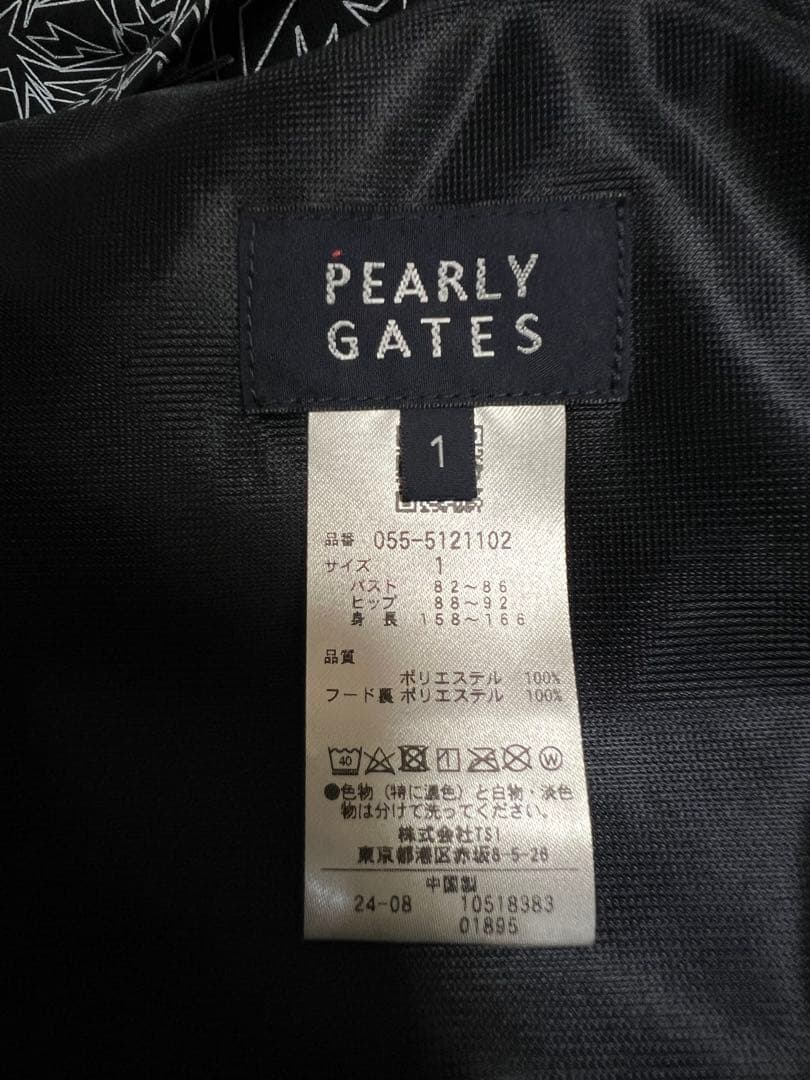 PEARLY
GATES
1
品番 055-5121102
サイズ 1
バスト 82～86
ヒップ 88～92
身長 158～166
品質
ポリエステル 100%
フード裏 ポリエステル 100%
40 W
●色物（特に濃色）と白物・淡色
物は分けて洗ってください。
株式会社TSI
東京都港区赤坂8-5-26
中国製
24-08 10518383
01895